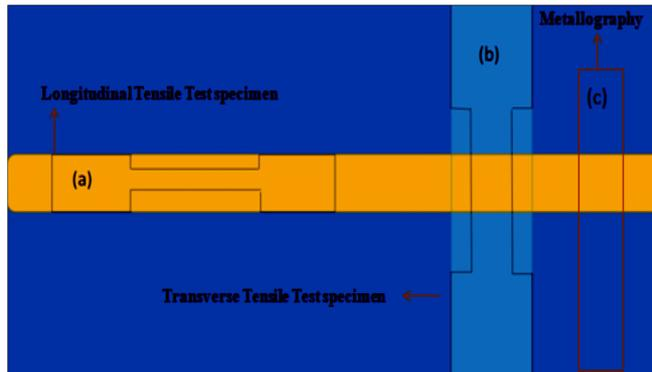 Metallography
(b)
(c)
Longitudinal Tensile Test specimen
(a)
Transverse Tensile Test specimen